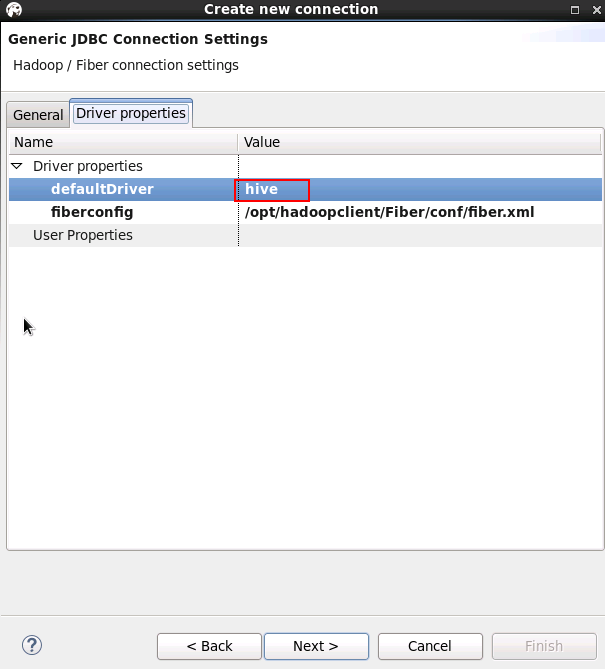 Create new connection
Generic JDBC Connection Settings
Hadoop / Fiber connection settings
General Driver properties
Name Value
Driver properties
defaultDriver hive
fiberconfig /opt/hadoopclient/Fiber/conf/fiber.xml
User Properties
? < Back Next > Cancel Finish